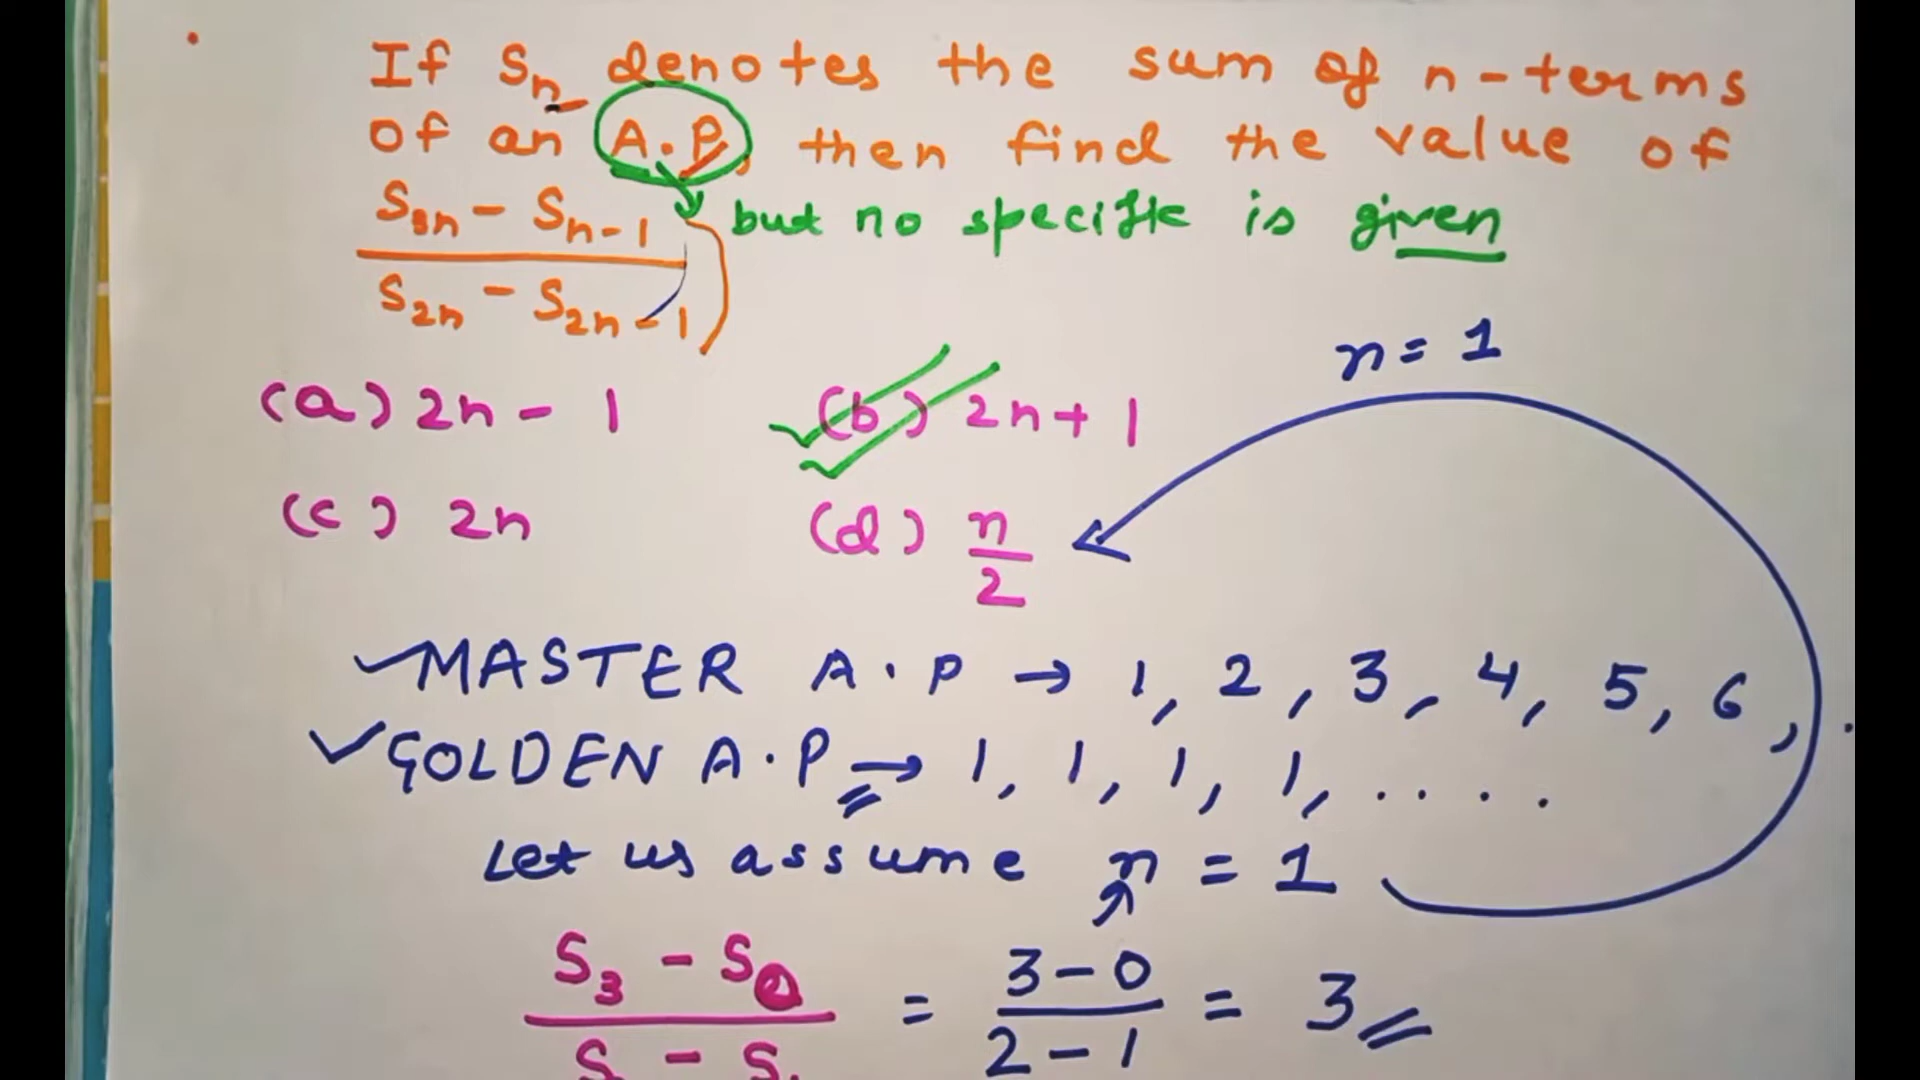 If Sn denotes the sum of n-terms
of an A.P, then find the value of
S3n - Sn-1 but no specific is given
S2n - S2n-1
n = 1
(a) 2n - 1 (b) 2n + 1
(c) 2n (d) n/2
MASTER A.P → 1, 2, 3, 4, 5, 6, .
GOLDEN A.P → 1, 1, 1, 1, . . . .
Let us assume n = 1
S3 - S0 = 3 - 0 = 3
S - S 2 - 1